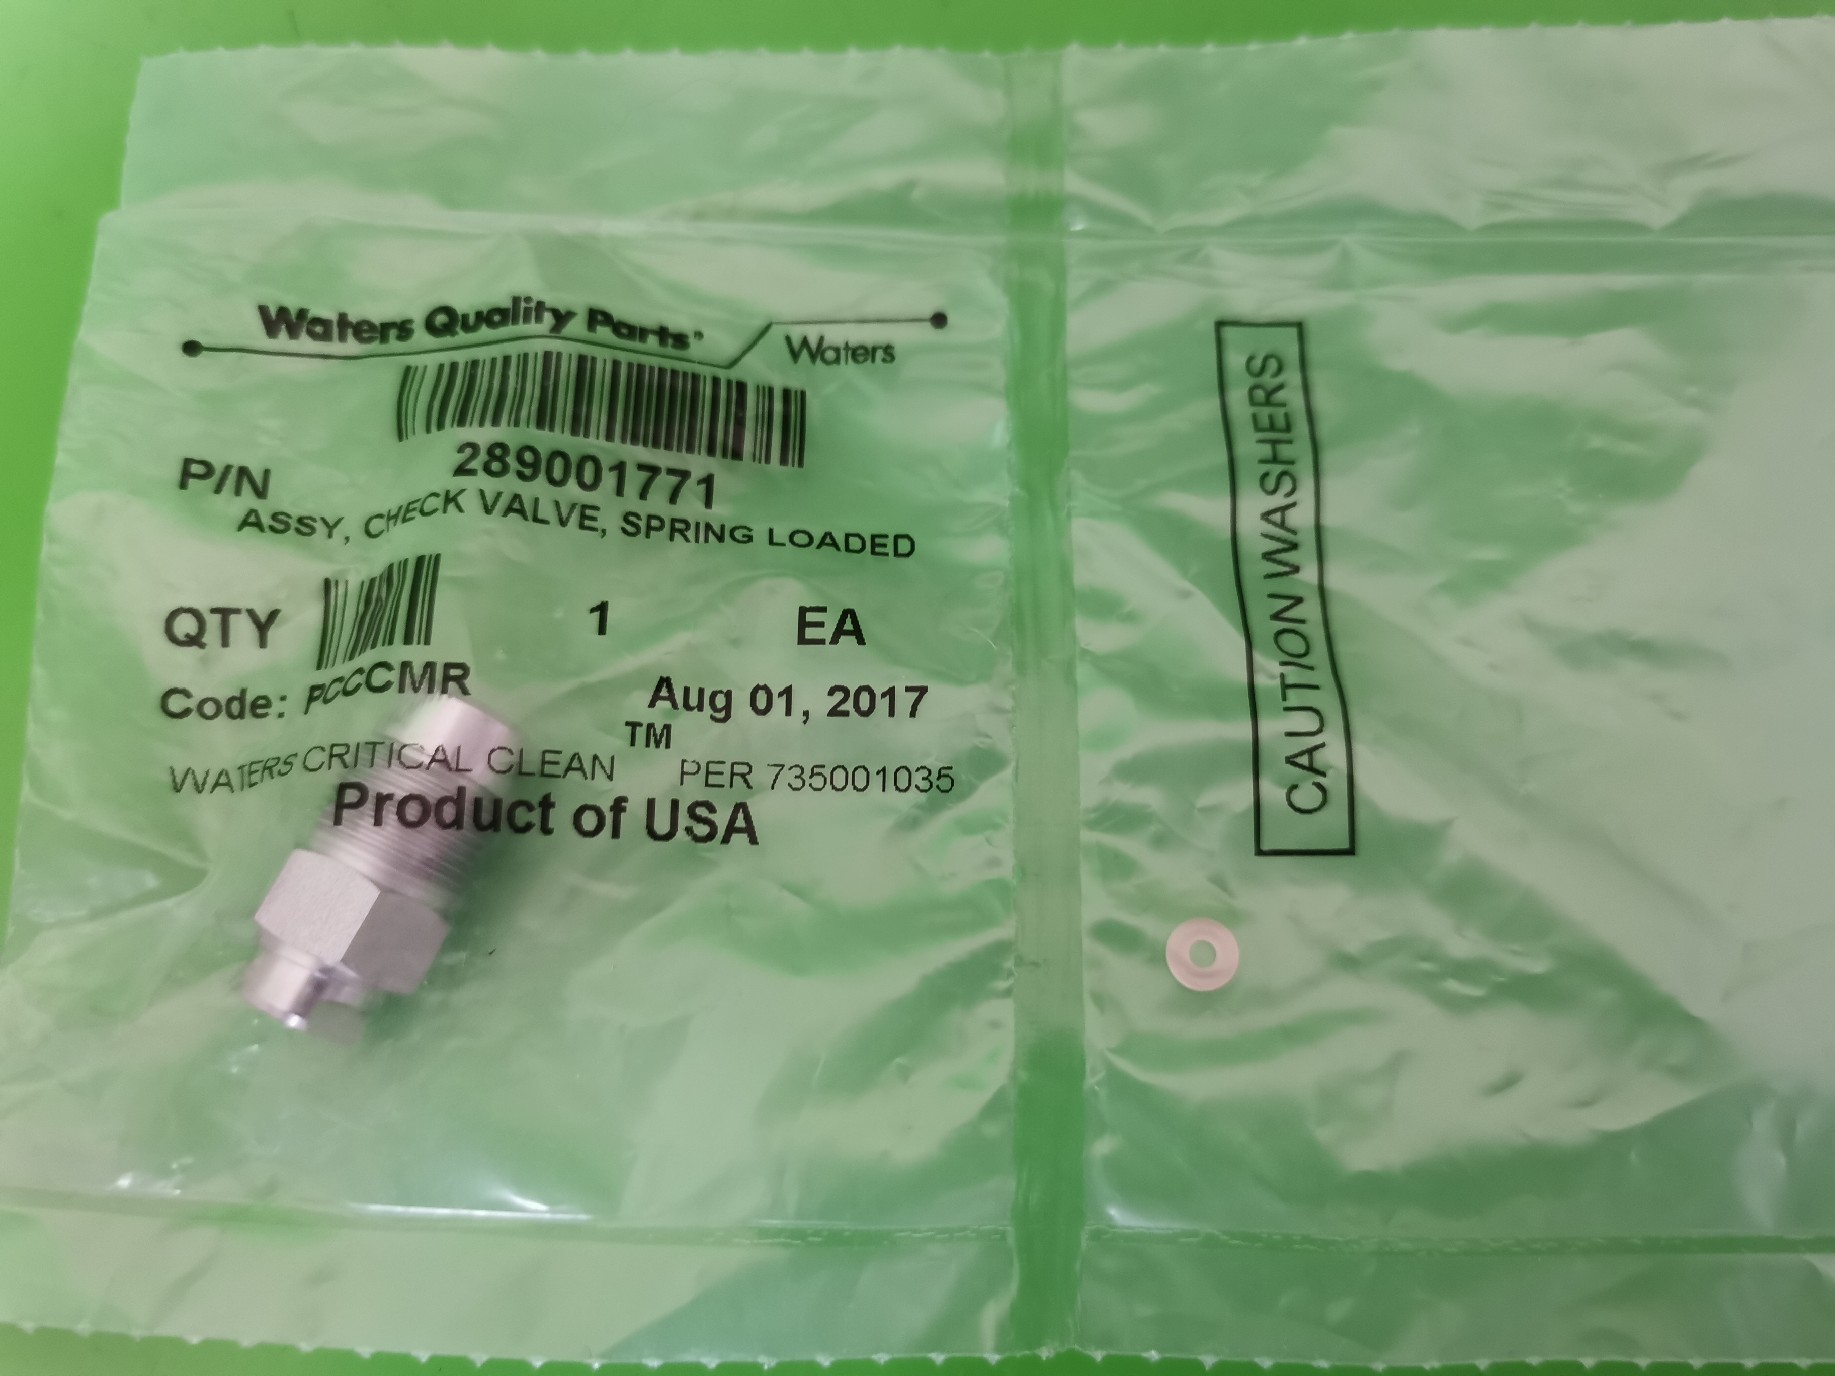 Waters Quality Parts
Waters
P/N 289001771
ASSY, CHECK VALVE, SPRING LOADED
QTY 1 EA
Code: PCCCMR Aug 01, 2017
WATERS CRITICAL CLEAN TM PER 735001035
Product of USA
CAUTION WASHERS